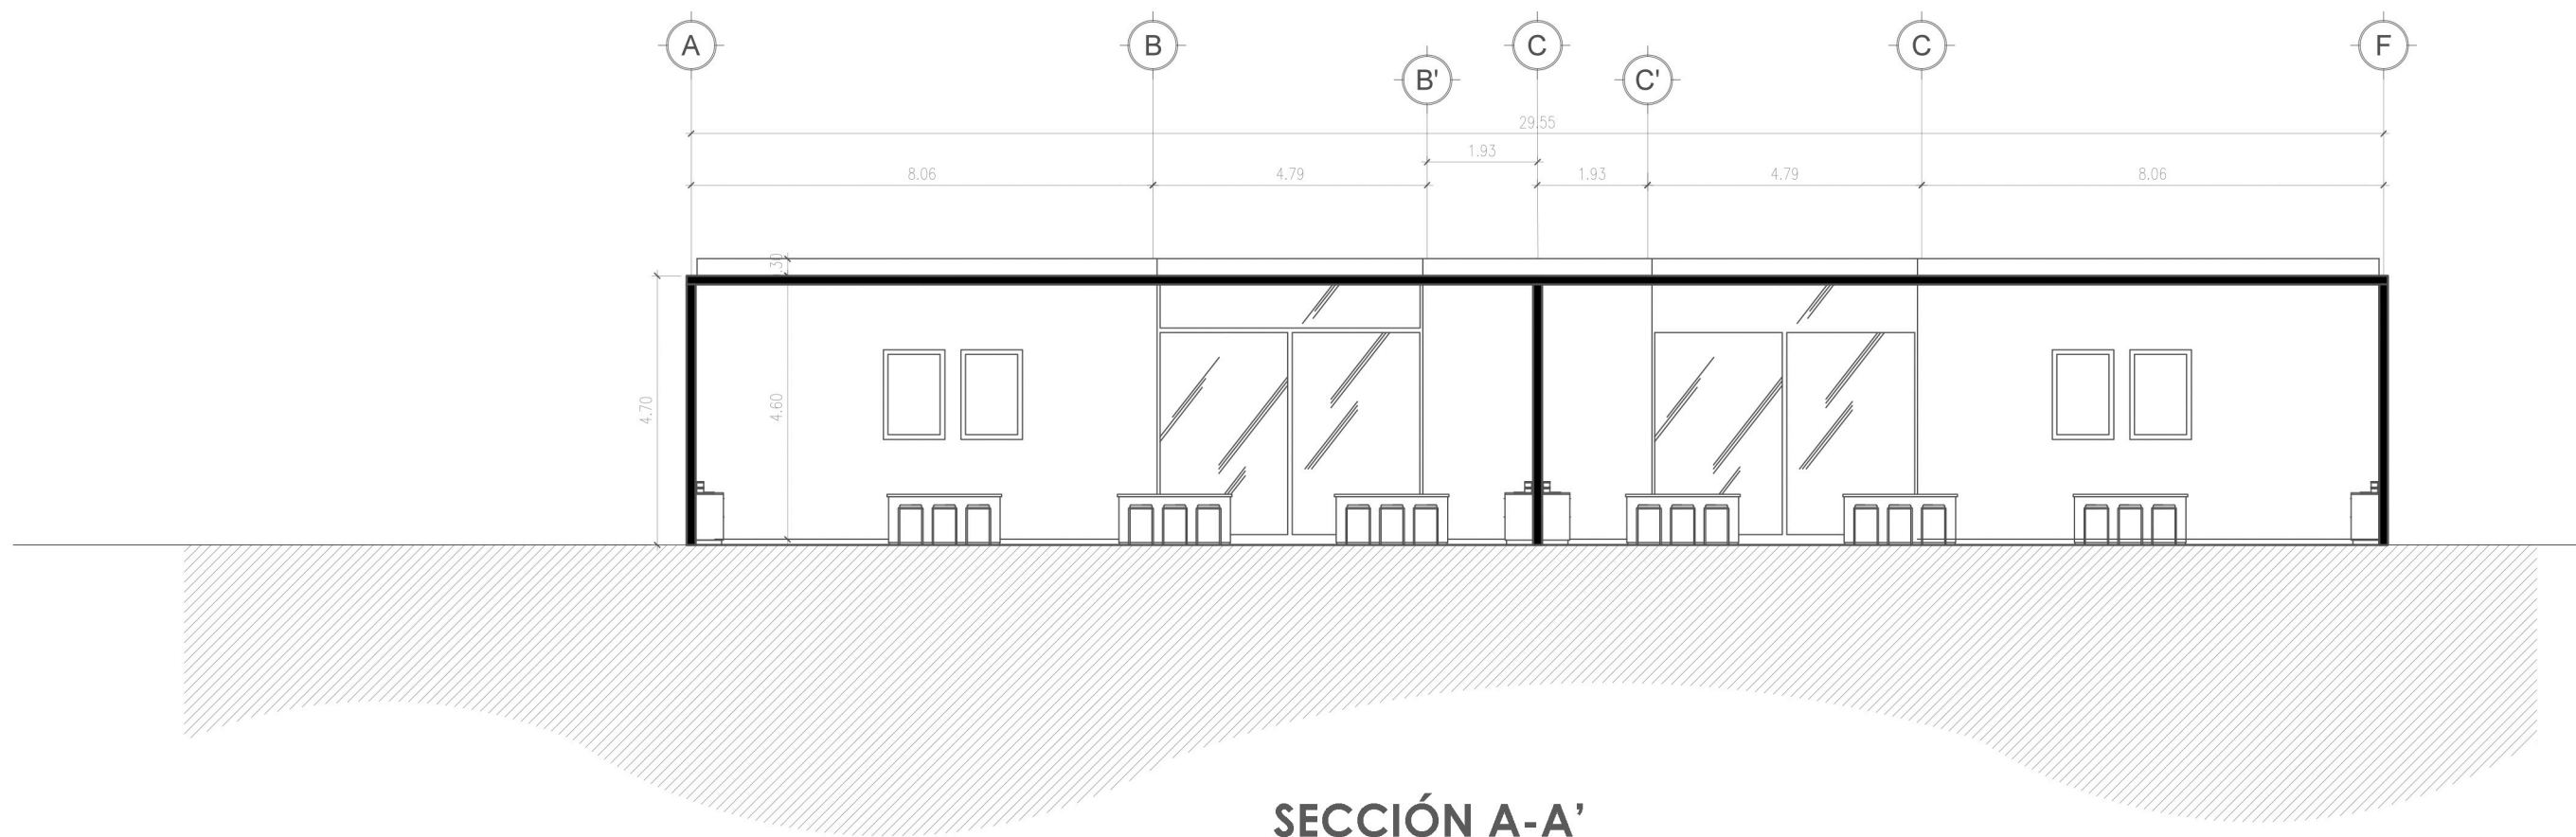 A
B
C
C
F
B'
C'
29.55
1.93
8.06
4.79
1.93
4.79
8.06
.30
4.70
4.60
SECCIÓN A-A'